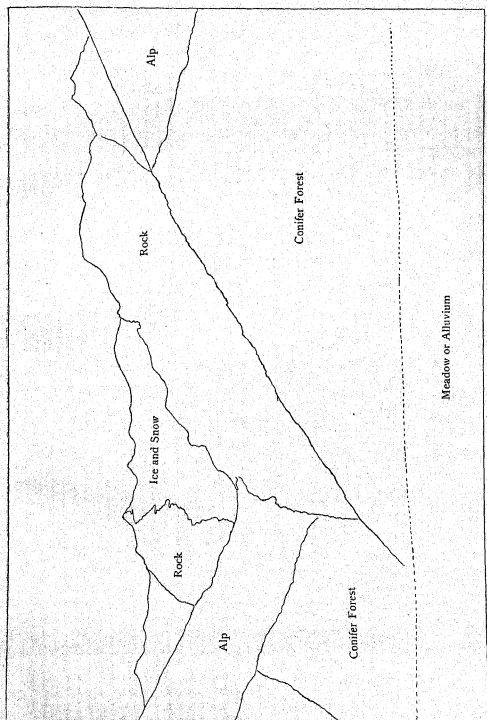 Alp
Rock
Ice and Snow
Rock
Alp
Conifer Forest
Conifer Forest
Meadow or Alluvium